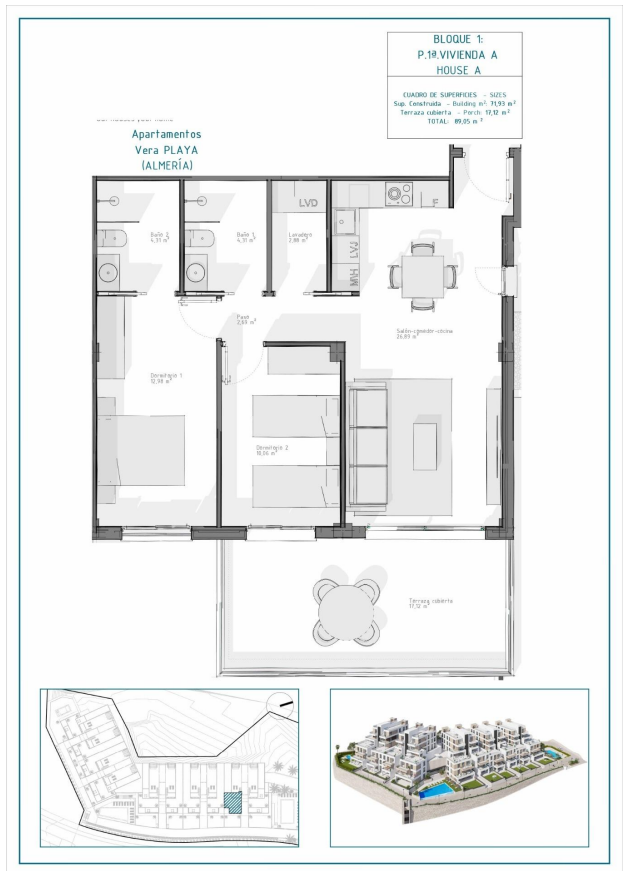 BLOQUE 1:
P.1ª.VIVIENDA A
HOUSE A
CUADRO DE SUPERFICIES - SIZES
Sup. Construida - Building m²: 71,93 m²
Terraza cubierta - Porch: 17,12 m²
TOTAL: 89,05 m²
Apartamentos
Vera PLAYA
(ALMERÍA)
LVD
Baño 2
4,31 m²
Baño 1
4,31 m²
Lavadero
2,88 m²
LVJ
M\H
F
Paso
2,60 m²
Salón-comedor-cocina
26,89 m²
Dormitorio 1
12,98 m²
Dormitorio 2
10,06 m²
Terraza cubierta
17,12 m²